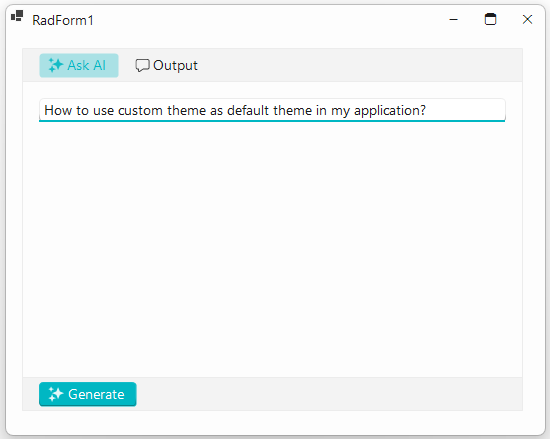 RadForm1
Ask AI
Output
How to use custom theme as default theme in my application?
Generate